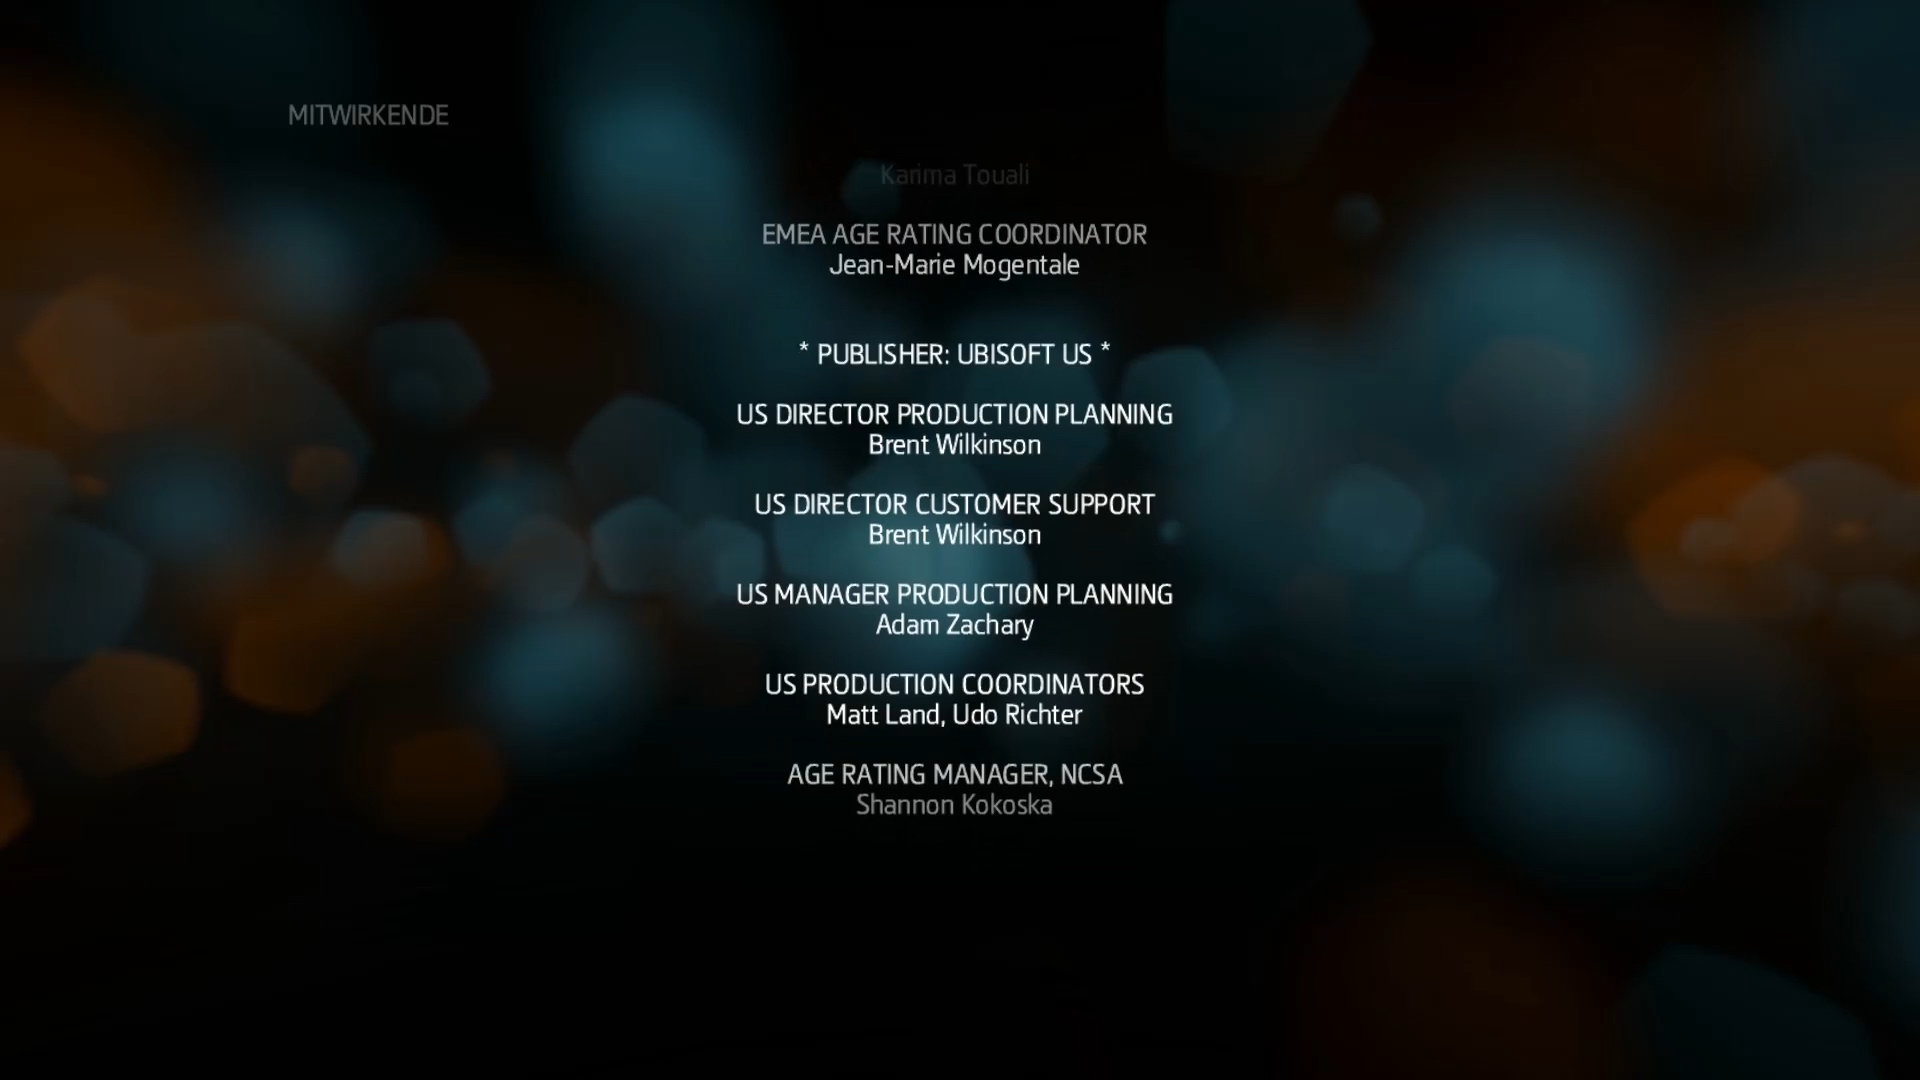 MITWIRKENDE
Karima Touali
EMEA AGE RATING COORDINATOR
Jean-Marie Mogentale
* PUBLISHER: UBISOFT US *
US DIRECTOR PRODUCTION PLANNING
Brent Wilkinson
US DIRECTOR CUSTOMER SUPPORT
Brent Wilkinson
US MANAGER PRODUCTION PLANNING
Adam Zachary
US PRODUCTION COORDINATORS
Matt Land, Udo Richter
AGE RATING MANAGER, NCSA
Shannon Kokoska